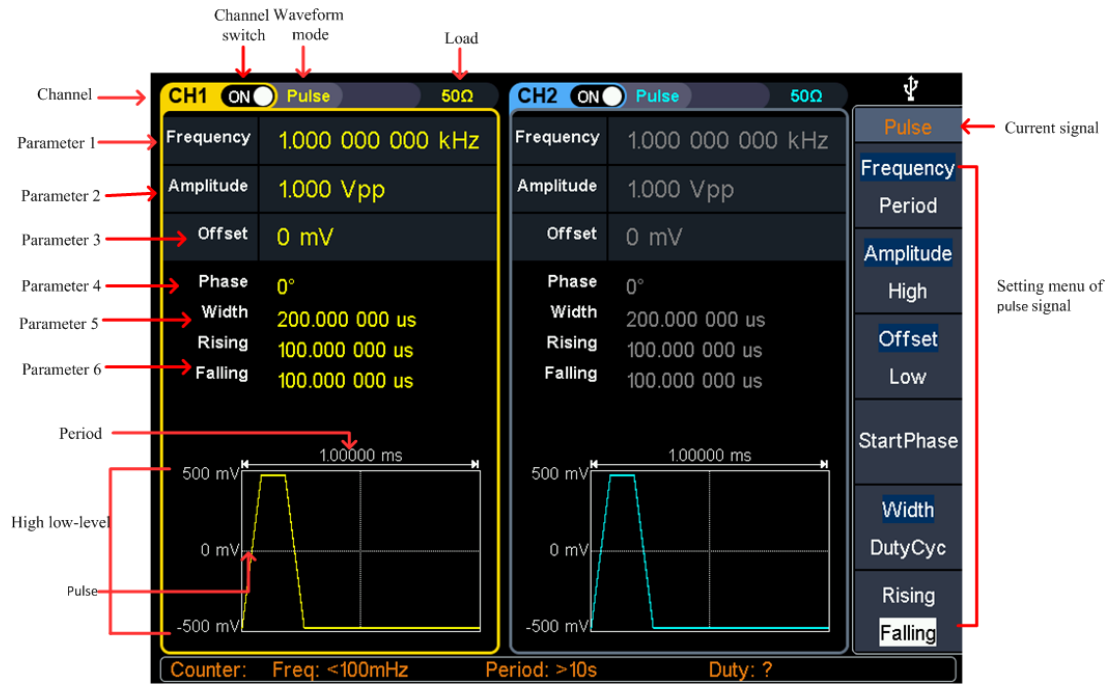 Channel Waveform
switch mode
Load
Channel
CH1 ON Pulse 50Ω
CH2 ON Pulse 50Ω
Pulse
Current signal
Parameter 1
Frequency 1.000 000 000 kHz
Frequency 1.000 000 000 kHz
Frequency
Period
Parameter 2
Amplitude 1.000 Vpp
Amplitude 1.000 Vpp
Amplitude
High
Parameter 3
Offset 0 mV
Offset 0 mV
Parameter 4
Phase 0°
Phase 0°
Setting menu of
pulse signal
Parameter 5
Width 200.000 000 us
Width 200.000 000 us
Rising 100.000 000 us
Rising 100.000 000 us
Offset
Low
Parameter 6
Falling 100.000 000 us
Falling 100.000 000 us
StartPhase
Period
1.00000 ms
1.00000 ms
500 mV
500 mV
Width
DutyCyc
High low-level
0 mV
0 mV
Pulse
Rising
Falling
-500 mV
-500 mV
Counter: Freq: <100mHz Period: >10s Duty: ?